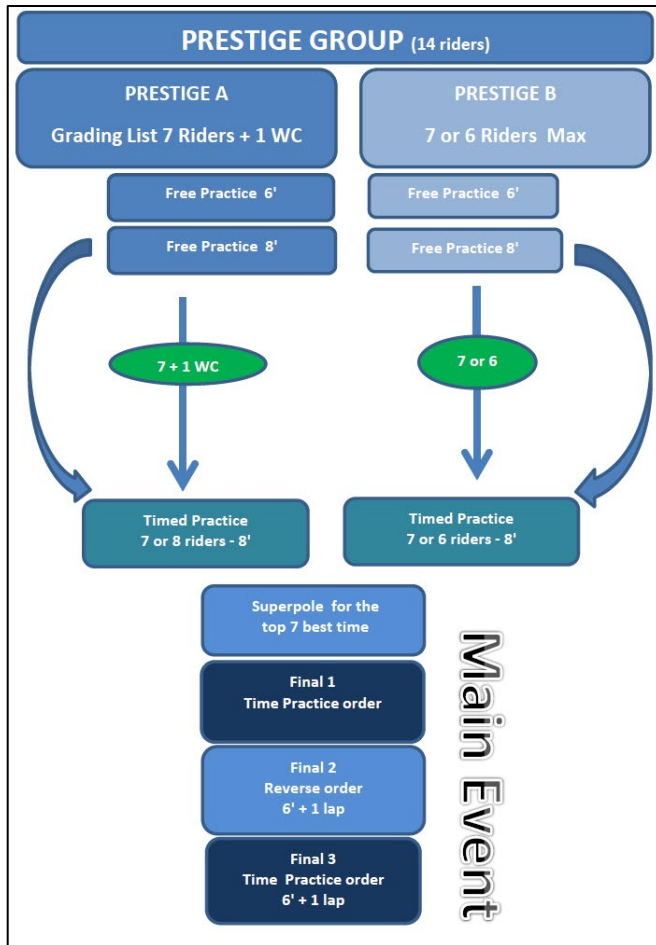 PRESTIGE GROUP (14 riders)
PRESTIGE A
Grading List 7 Riders + 1 WC
PRESTIGE B
7 or 6 Riders Max
Free Practice 6'
Free Practice 6'
Free Practice 8'
Free Practice 8'
7 + 1 WC
7 or 6
Timed Practice
7 or 8 riders - 8'
Timed Practice
7 or 6 riders - 8'
Superpole for the
top 7 best time
Final 1
Time Practice order
Final 2
Reverse order
6' + 1 lap
Final 3
Time Practice order
6' + 1 lap
Main Event